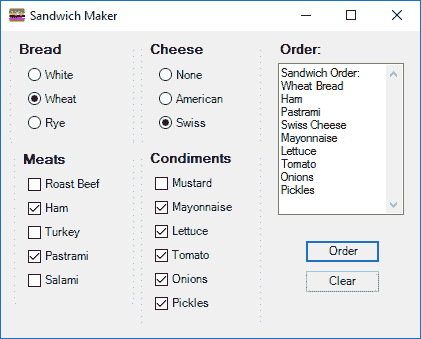 Sandwich Maker
Bread
White
Wheat
Rye
Cheese
None
American
Swiss
Meats
Roast Beef
Ham
Turkey
Pastrami
Salami
Condiments
Mustard
Mayonnaise
Lettuce
Tomato
Onions
Pickles
Order:
Sandwich Order:
Wheat Bread
Ham
Pastrami
Swiss Cheese
Mayonnaise
Lettuce
Tomato
Onions
Pickles
Order
Clear